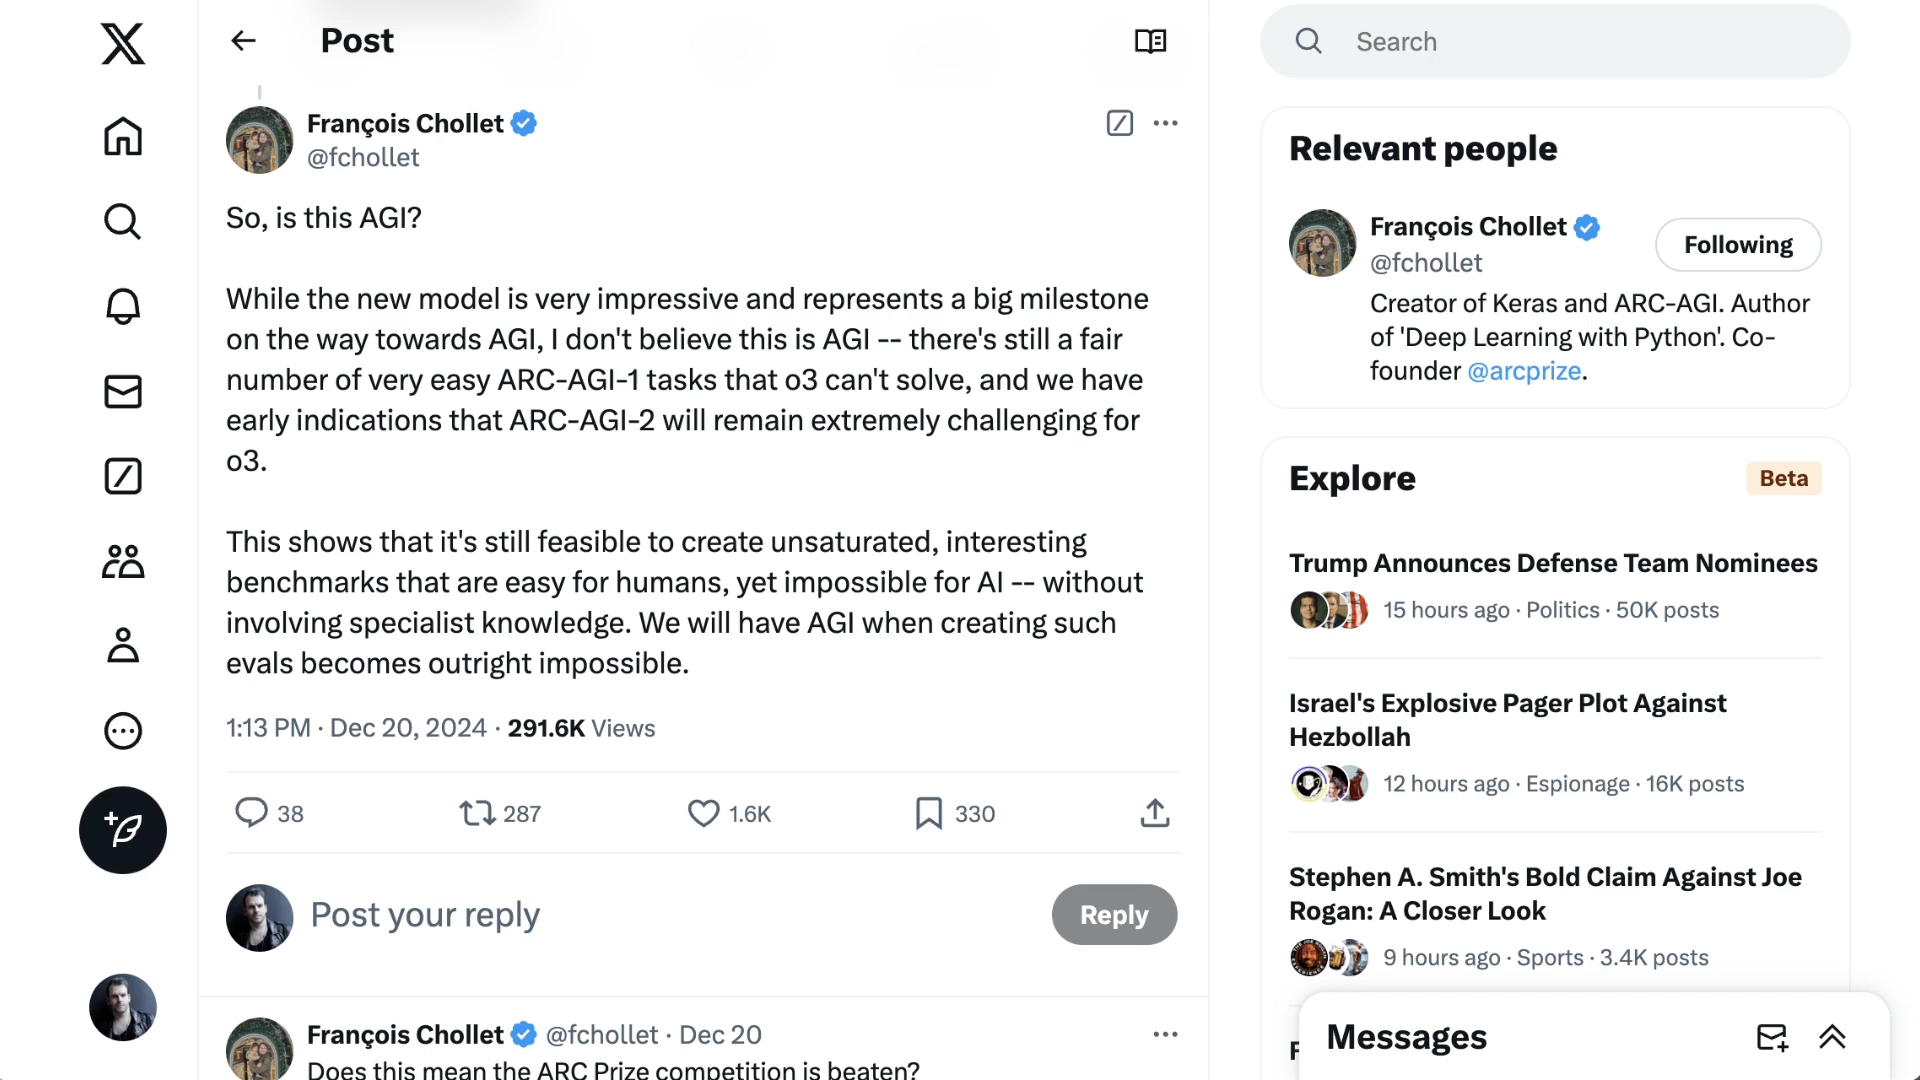 Post
François Chollet
@fchollet
So, is this AGI?
While the new model is very impressive and represents a big milestone
on the way towards AGI, I don't believe this is AGI -- there's still a fair
number of very easy ARC-AGI-1 tasks that o3 can't solve, and we have
early indications that ARC-AGI-2 will remain extremely challenging for
o3.
This shows that it's still feasible to create unsaturated, interesting
benchmarks that are easy for humans, yet impossible for AI -- without
involving specialist knowledge. We will have AGI when creating such
evals becomes outright impossible.
1:13 PM · Dec 20, 2024 · 291.6K Views
38 287 1.6K 330
Post your reply
Reply
François Chollet @fchollet · Dec 20
Does this mean the ARC Prize competition is beaten?
Search
Relevant people
François Chollet
@fchollet
Following
Creator of Keras and ARC-AGI. Author
of 'Deep Learning with Python'. Co-
founder @arcprize.
Explore
Beta
Trump Announces Defense Team Nominees
15 hours ago · Politics · 50K posts
Israel's Explosive Pager Plot Against
Hezbollah
12 hours ago · Espionage · 16K posts
Stephen A. Smith's Bold Claim Against Joe
Rogan: A Closer Look
9 hours ago · Sports · 3.4K posts
Messages